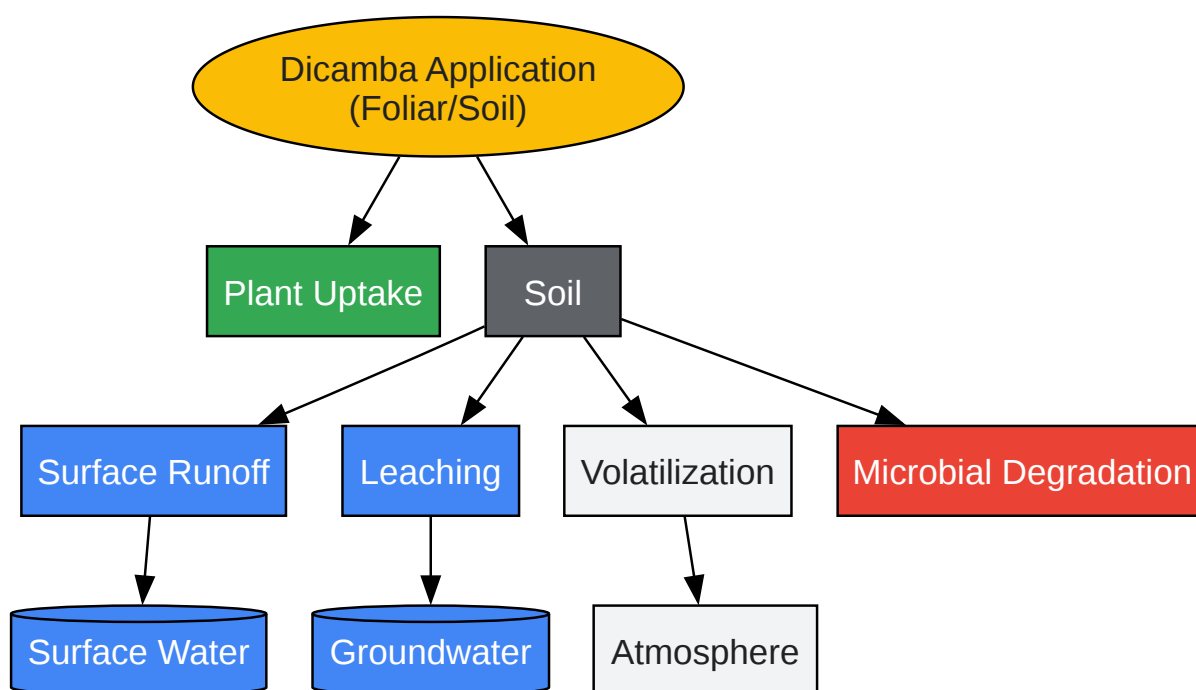 Dicamba Application
(Foliar/Soil)
Plant Uptake
Soil
Surface Runoff
Leaching
Volatilization
Microbial Degradation
Surface Water
Groundwater
Atmosphere